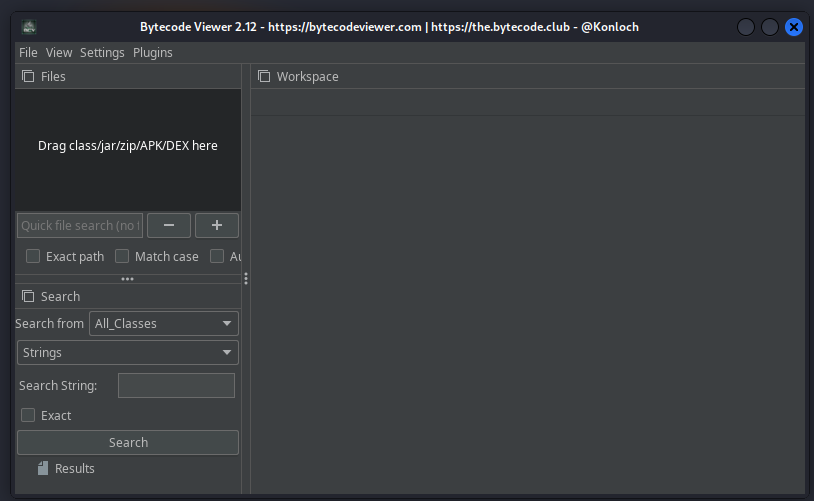 Bytecode Viewer 2.12 - https://bytecodeviewer.com | https://the.bytecode.club - @Konloch
File View Settings Plugins
Files
Workspace
Drag class/jar/zip/APK/DEX here
Quick file search (no
Exact path Match case
Search
Search from All_Classes
Strings
Search String:
Exact
Search
Results